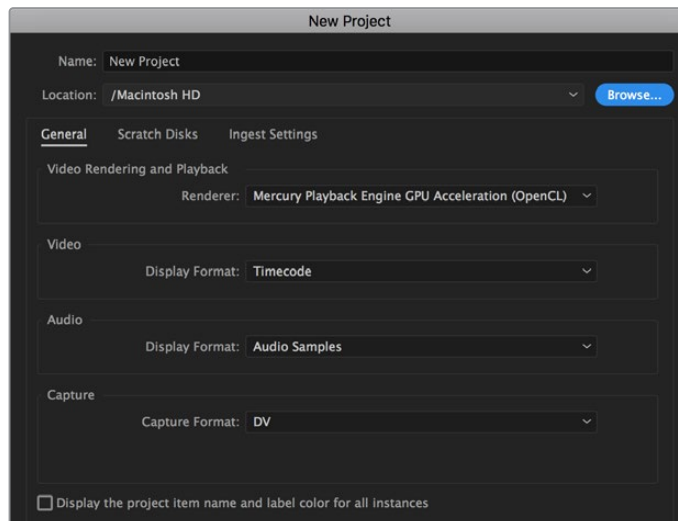 New Project
Name: New Project
Location: /Macintosh HD Browse...
General Scratch Disks Ingest Settings
Video Rendering and Playback
Renderer: Mercury Playback Engine GPU Acceleration (OpenCL)
Video
Display Format: Timecode
Audio
Display Format: Audio Samples
Capture
Capture Format: DV
Display the project item name and label color for all instances